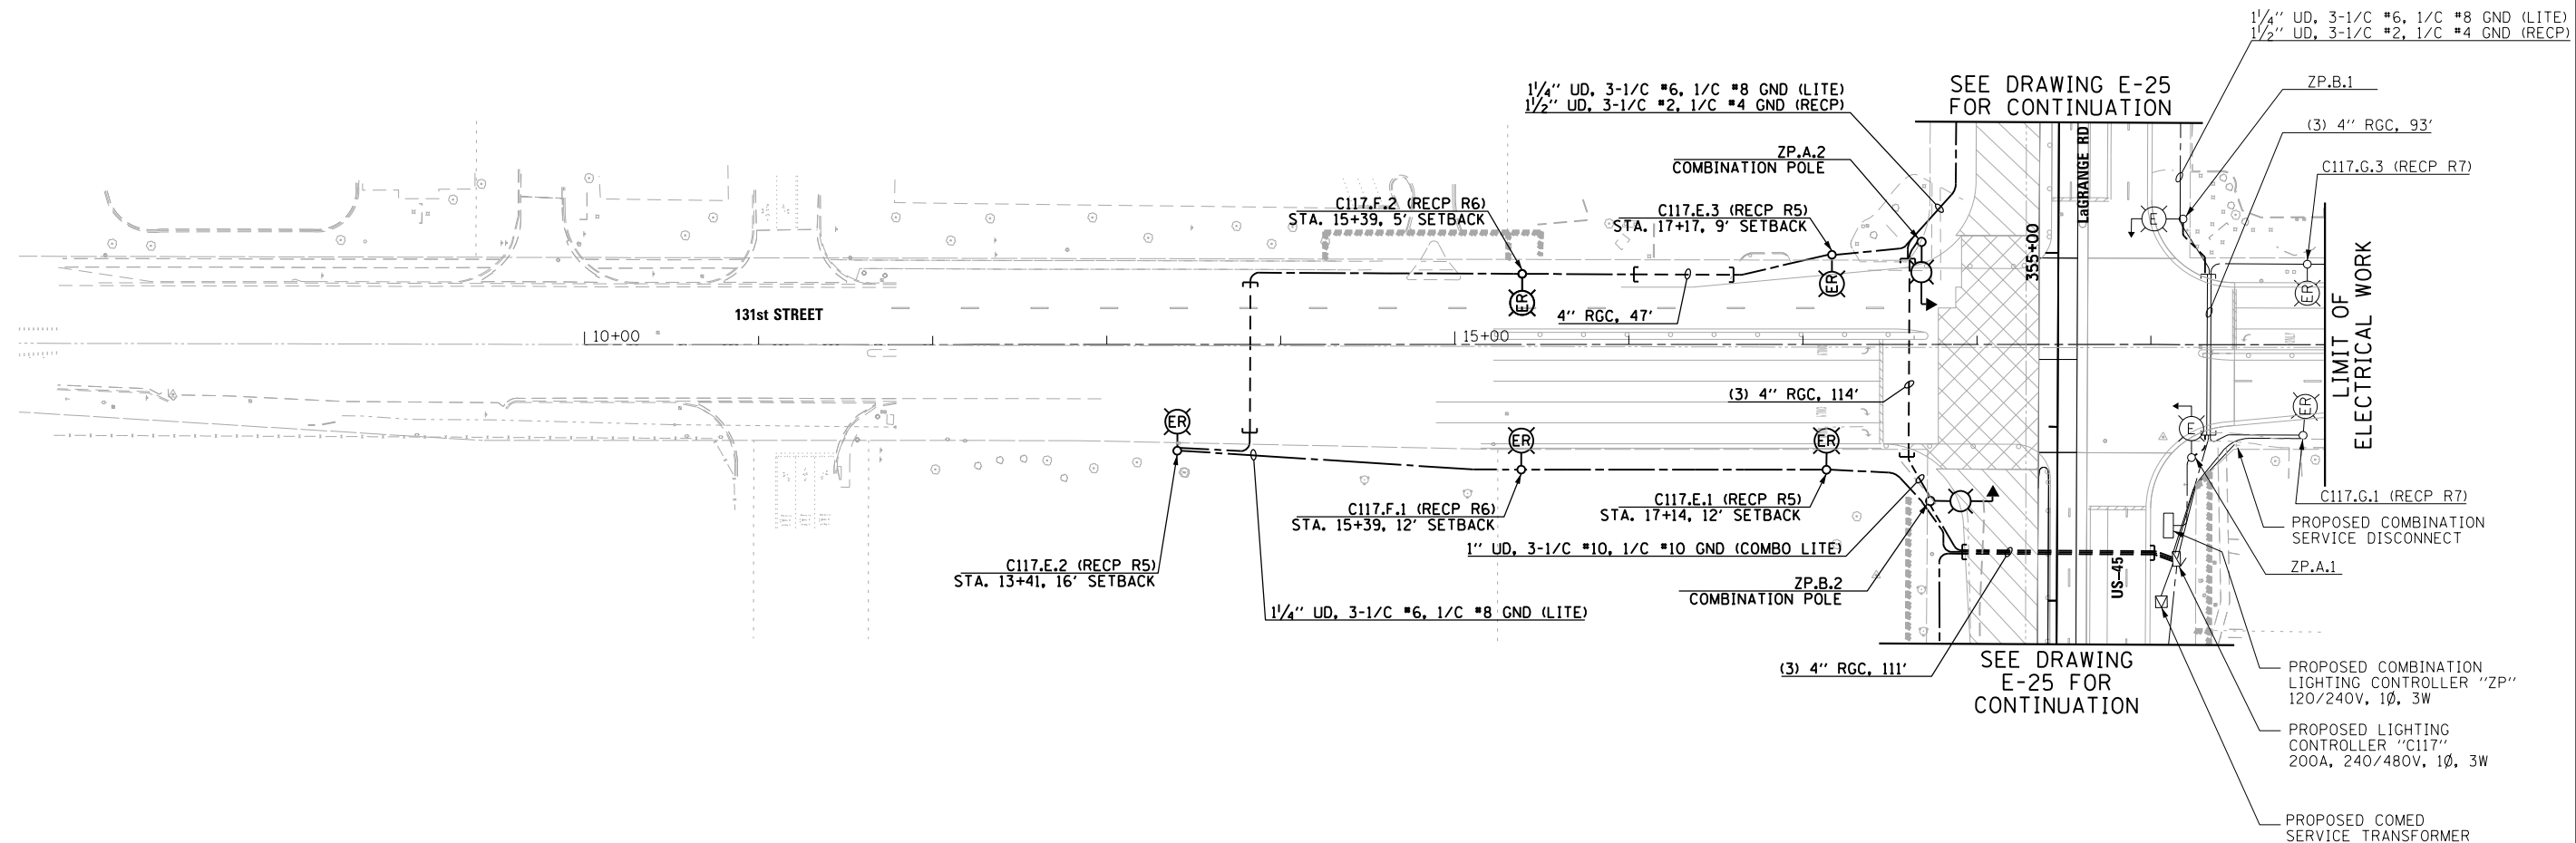 1¼" UD, 3-1/C #6, 1/C #8 GND (LITE)
1½" UD, 3-1/C #2, 1/C #4 GND (RECP)
ZP.B.1
(3) 4" RGC, 93'
C117.G.3 (RECP R7)
SEE DRAWING E-25
FOR CONTINUATION
1¼" UD, 3-1/C #6, 1/C #8 GND (LITE)
1½" UD, 3-1/C #2, 1/C #4 GND (RECP)
ZP.A.2
COMBINATION POLE
C117.F.2 (RECP R6)
STA. 15+39, 5' SETBACK
C117.E.3 (RECP R5)
STA. 17+17, 9' SETBACK
LaGRANGE RD
355+00
E
ER
ER
ER
LIMIT OF
ELECTRICAL WORK
131st STREET
4" RGC, 47'
10+00
15+00
(3) 4" RGC, 114'
ER
ER
ER
E
ER
C117.E.2 (RECP R5)
STA. 13+41, 16' SETBACK
C117.F.1 (RECP R6)
STA. 15+39, 12' SETBACK
C117.E.1 (RECP R5)
STA. 17+14, 12' SETBACK
1" UD, 3-1/C #10, 1/C #10 GND (COMBO LITE)
ZP.B.2
COMBINATION POLE
1¼" UD, 3-1/C #6, 1/C #8 GND (LITE)
(3) 4" RGC, 111'
US-45
SEE DRAWING
E-25 FOR
CONTINUATION
C117.G.1 (RECP R7)
PROPOSED COMBINATION
SERVICE DISCONNECT
ZP.A.1
PROPOSED COMBINATION
LIGHTING CONTROLLER "ZP"
120/240V, 1Ø, 3W
PROPOSED LIGHTING
CONTROLLER "C117"
200A, 240/480V, 1Ø, 3W
PROPOSED COMED
SERVICE TRANSFORMER